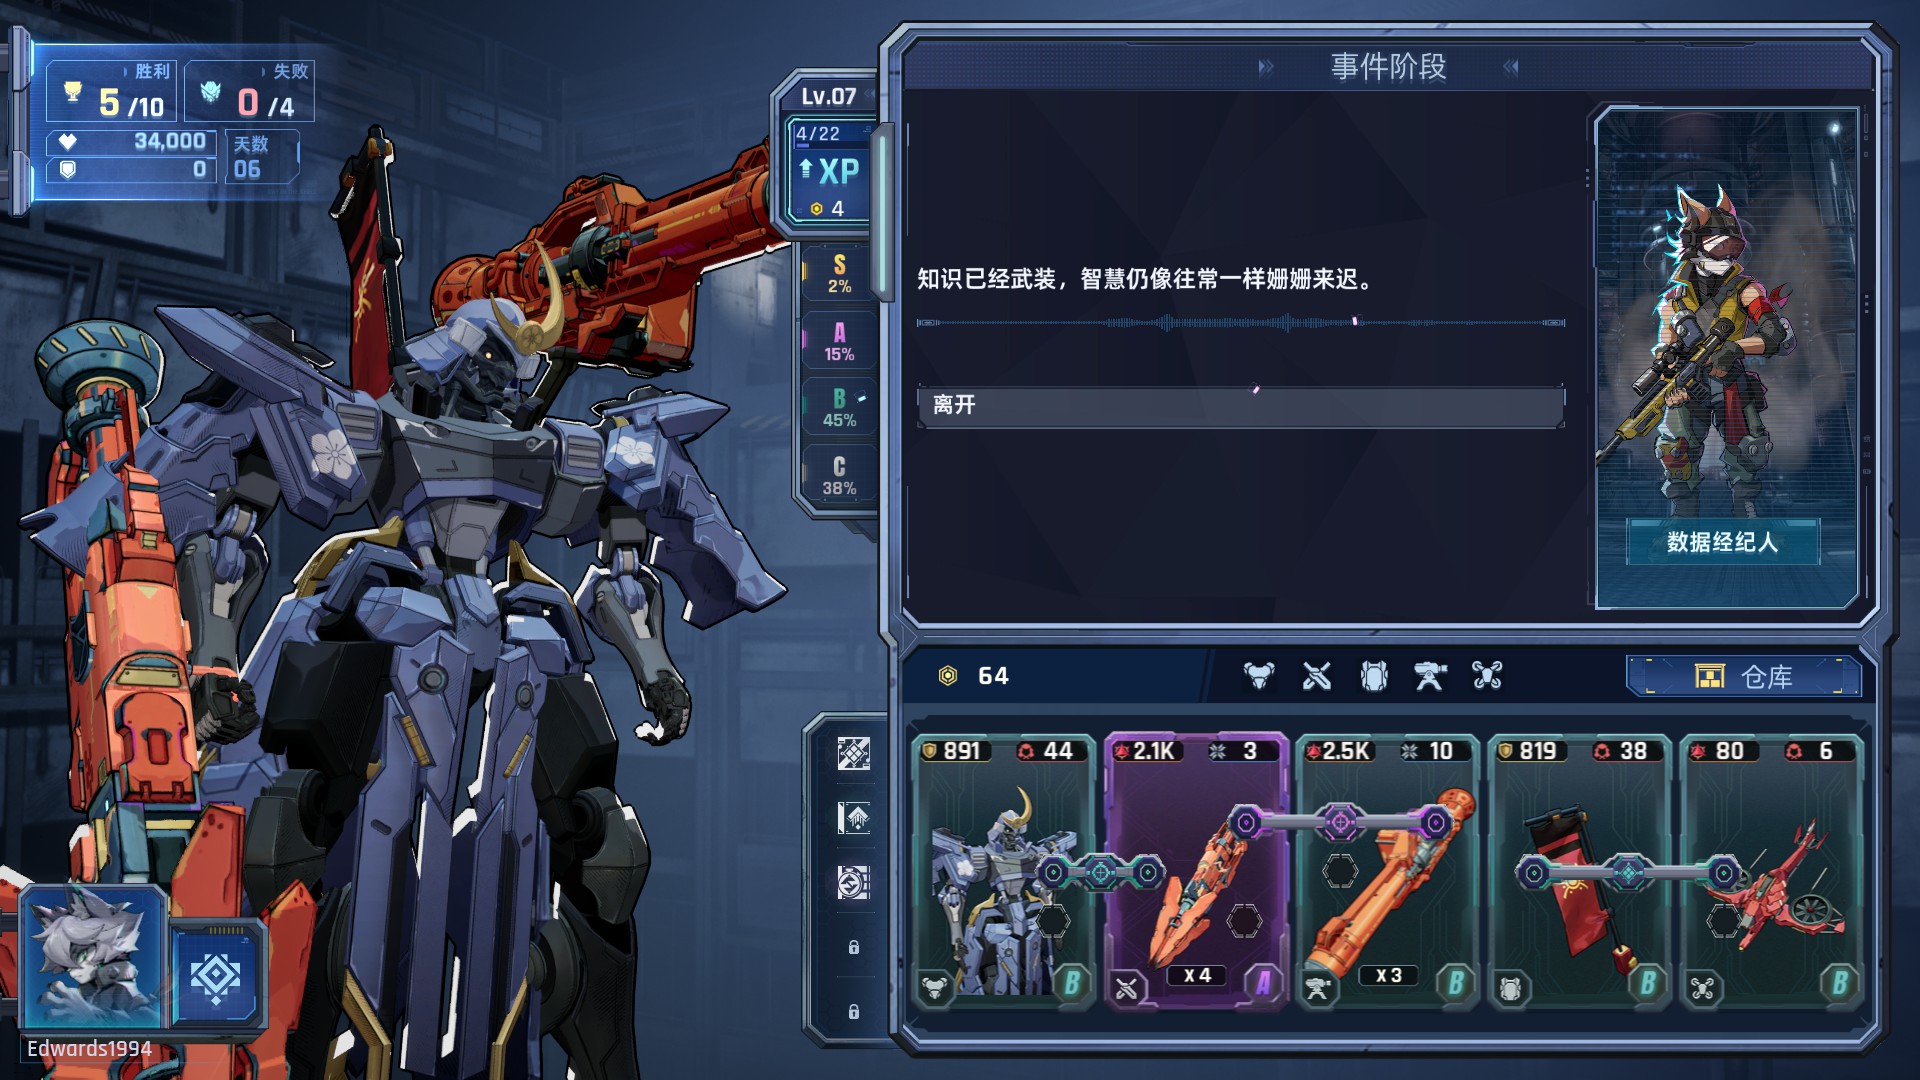 胜利
5 /10
失败
0 /4
34,000
0
天数
06
Lv.07
4/22
XP
4
S
2%
A
15%
B
45%
C
38%
事件阶段
知识已经武装，智慧仍像往常一样姗姗来迟。
离开
数据经纪人
64
仓库
891 44
2.1K 3
2.5K 10
819 38
80 6
B
x4
A
x3
B
B
B
Edwards1994